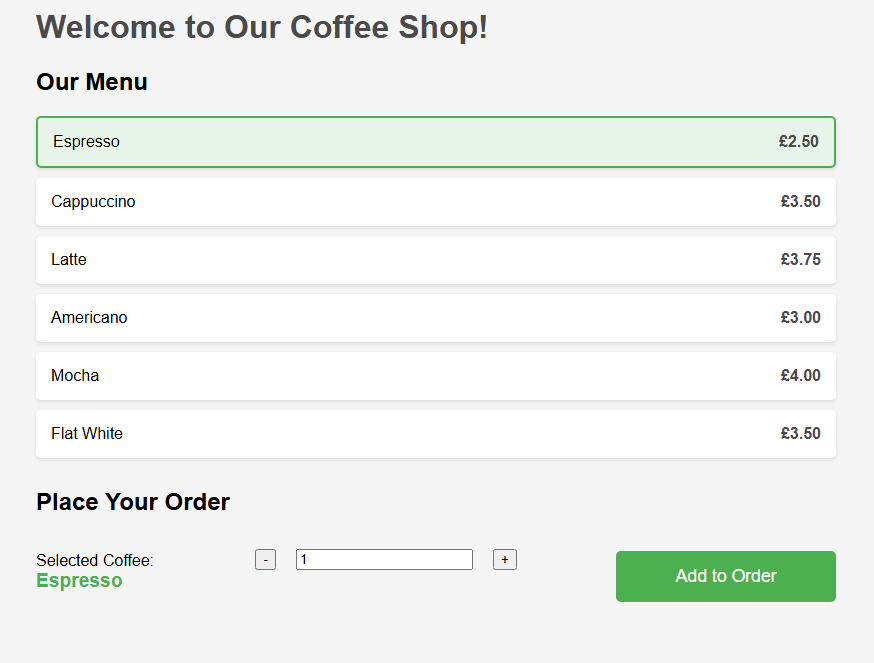 Welcome to Our Coffee Shop!
Our Menu
Espresso £2.50
Cappuccino £3.50
Latte £3.75
Americano £3.00
Mocha £4.00
Flat White £3.50
Place Your Order
Selected Coffee: - 1 +
Espresso
Add to Order